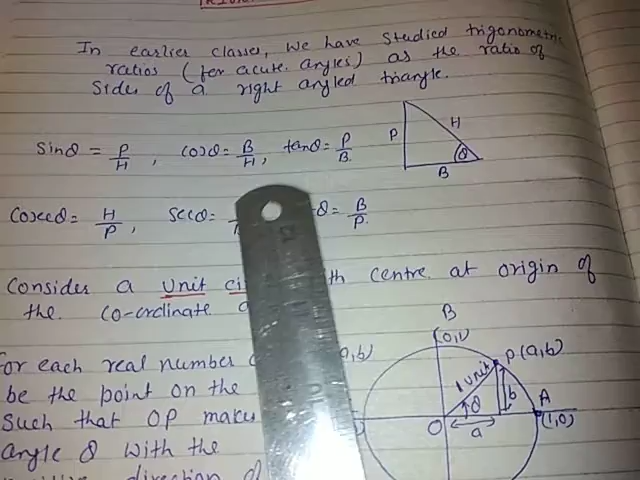 In earlier classes, We have studied trigonometric
ratios (for acute angles) as the ratio of
sides of a right angled triangle.
P H θ B
Sinθ = P/H, Cosθ = B/H, tanθ = P/B
Cosecθ = H/P, Secθ = θ = B/P.
Consider a unit ci th centre at origin of
the co-ordinate
B
(0,1)
For each real number a,b)
P(a,b)
be the point on the
1 unit
b
A
Such that OP makes
θ
O a (1,0)
angle θ with the
direction of